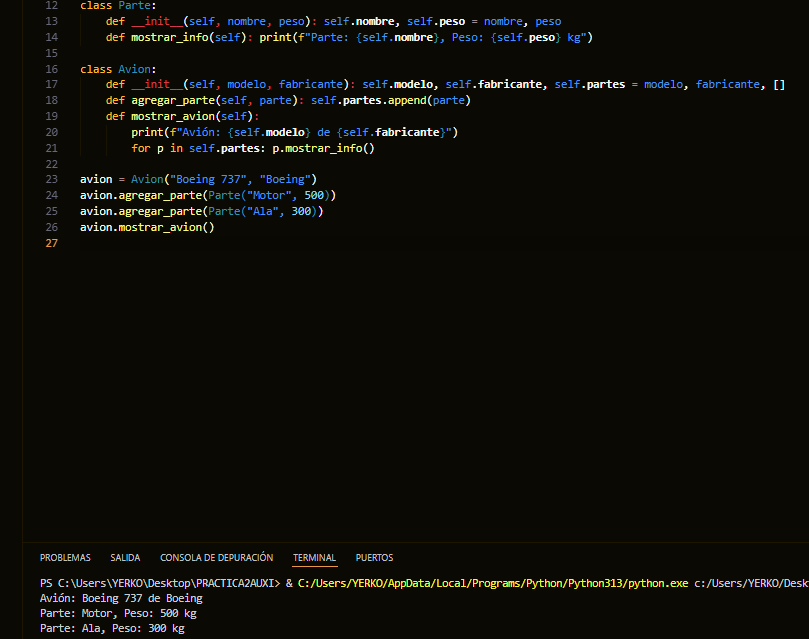 12 class Parte:
13     def __init__(self, nombre, peso): self.nombre, self.peso = nombre, peso
14     def mostrar_info(self): print(f"Parte: {self.nombre}, Peso: {self.peso} kg")
15
16 class Avion:
17     def __init__(self, modelo, fabricante): self.modelo, self.fabricante, self.partes = modelo, fabricante, []
18     def agregar_parte(self, parte): self.partes.append(parte)
19     def mostrar_avion(self):
20         print(f"Avión: {self.modelo} de {self.fabricante}")
21         for p in self.partes: p.mostrar_info()
22
23 avion = Avion("Boeing 737", "Boeing")
24 avion.agregar_parte(Parte("Motor", 500))
25 avion.agregar_parte(Parte("Ala", 300))
26 avion.mostrar_avion()
27
PROBLEMAS SALIDA CONSOLA DE DEPURACIÓN TERMINAL PUERTOS
PS C:\Users\YERKO\Desktop\PRACTICA2AUXI> & C:/Users/YERKO/AppData/Local/Programs/Python/Python313/python.exe c:/Users/YERKO/Desk
Avión: Boeing 737 de Boeing
Parte: Motor, Peso: 500 kg
Parte: Ala, Peso: 300 kg